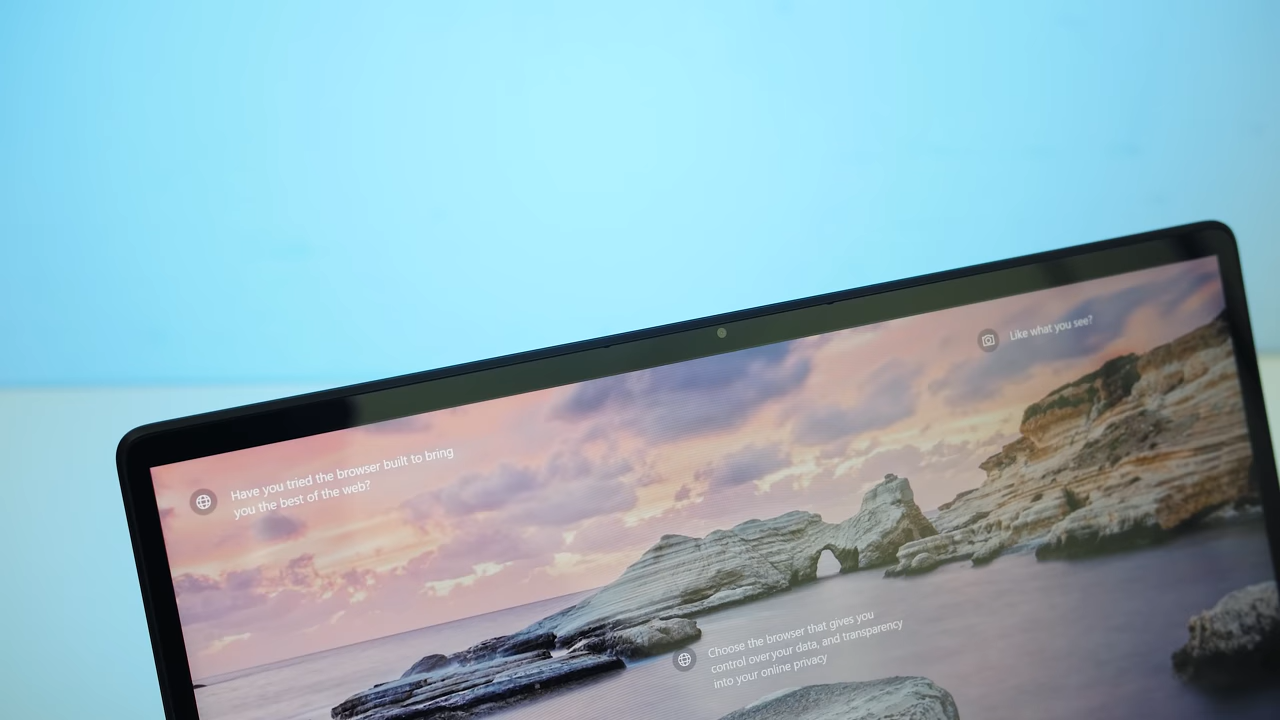 Like what you see?
Have you tried the browser built to bring
you the best of the web?
Choose the browser that gives you
control over your data, and transparency
into your online privacy